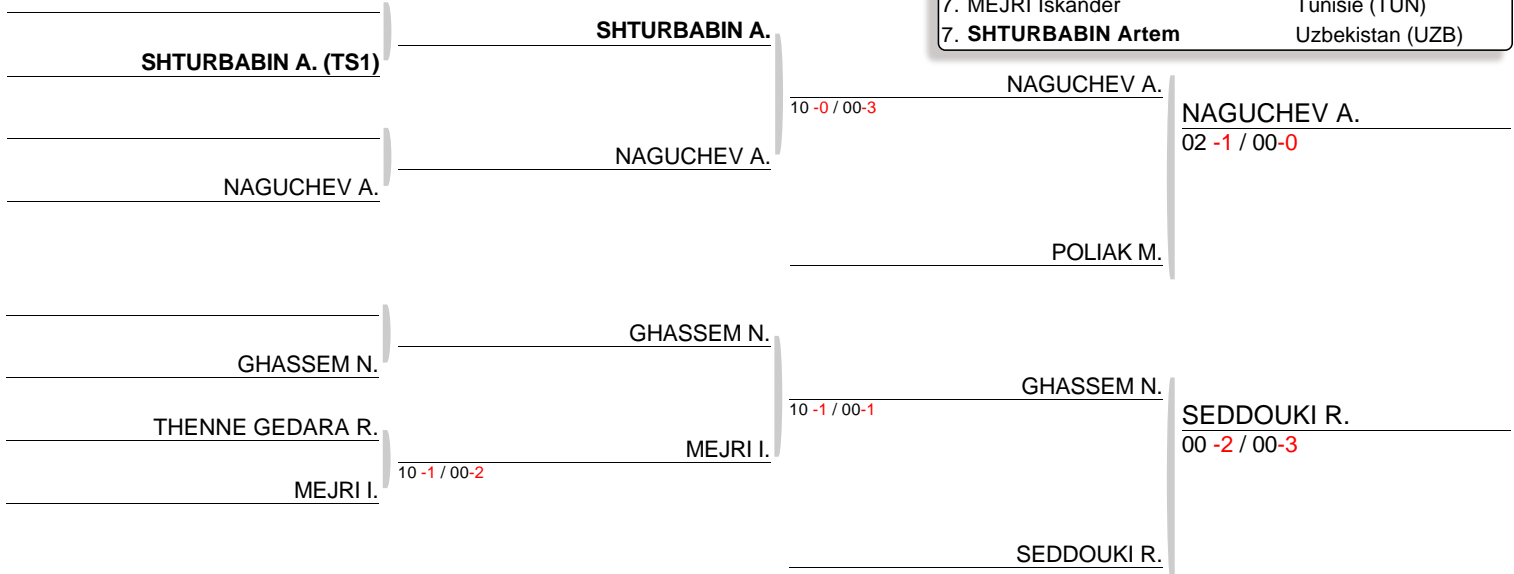 7. MEJRI Iskander Tunisie (TUN)
7. SHTURBABIN Artem Uzbekistan (UZB)
SHTURBABIN A.
SHTURBABIN A. (TS1)
NAGUCHEV A.
10 -0 / 00-3
NAGUCHEV A.
02 -1 / 00-0
NAGUCHEV A.
NAGUCHEV A.
POLIAK M.
GHASSEM N.
GHASSEM N.
GHASSEM N.
10 -1 / 00-1
SEDDOUKI R.
00 -2 / 00-3
THENNE GEDARA R.
MEJRI I.
10 -1 / 00-2
MEJRI I.
SEDDOUKI R.